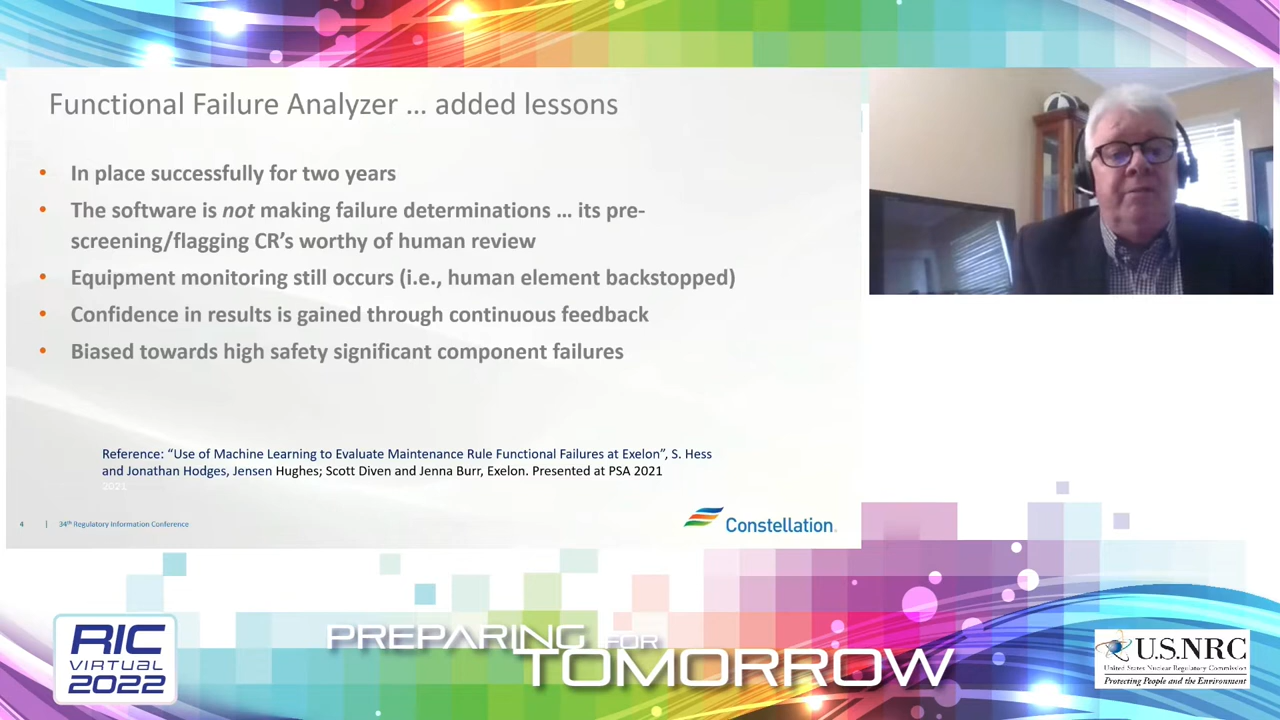 Functional Failure Analyzer … added lessons
• In place successfully for two years
• The software is not making failure determinations … its pre-
screening/flagging CR’s worthy of human review
• Equipment monitoring still occurs (i.e., human element backstopped)
• Confidence in results is gained through continuous feedback
• Biased towards high safety significant component failures
Reference: “Use of Machine Learning to Evaluate Maintenance Rule Functional Failures at Exelon”, S. Hess
and Jonathan Hodges, Jensen Hughes; Scott Diven and Jenna Burr, Exelon. Presented at PSA 2021
2021
4 | 34th Regulatory Information Conference
Constellation.
RIC
VIRTUAL
2022
PREPARING FOR
TOMORROW
U.S.NRC
United States Nuclear Regulatory Commission
Protecting People and the Environment